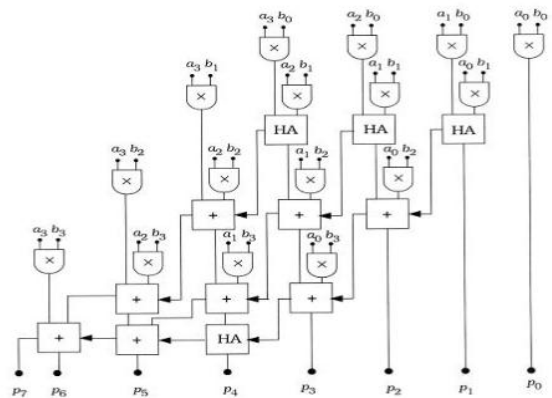 a₃ b₀ a₂ b₀ a₁ b₀ a₀ b₀
× × × ×
a₃ b₁ a₂ b₁ a₁ b₁ a₀ b₁
× × × ×
HA HA HA
a₃ b₂ a₂ b₂ a₁ b₂ a₀ b₂
× × × ×
+ + +
a₃ b₃ a₂ b₃ a₁ b₃ a₀ b₃
× × × ×
+ + +
+ + HA
p₇ p₆ p₅ p₄ p₃ p₂ p₁ p₀